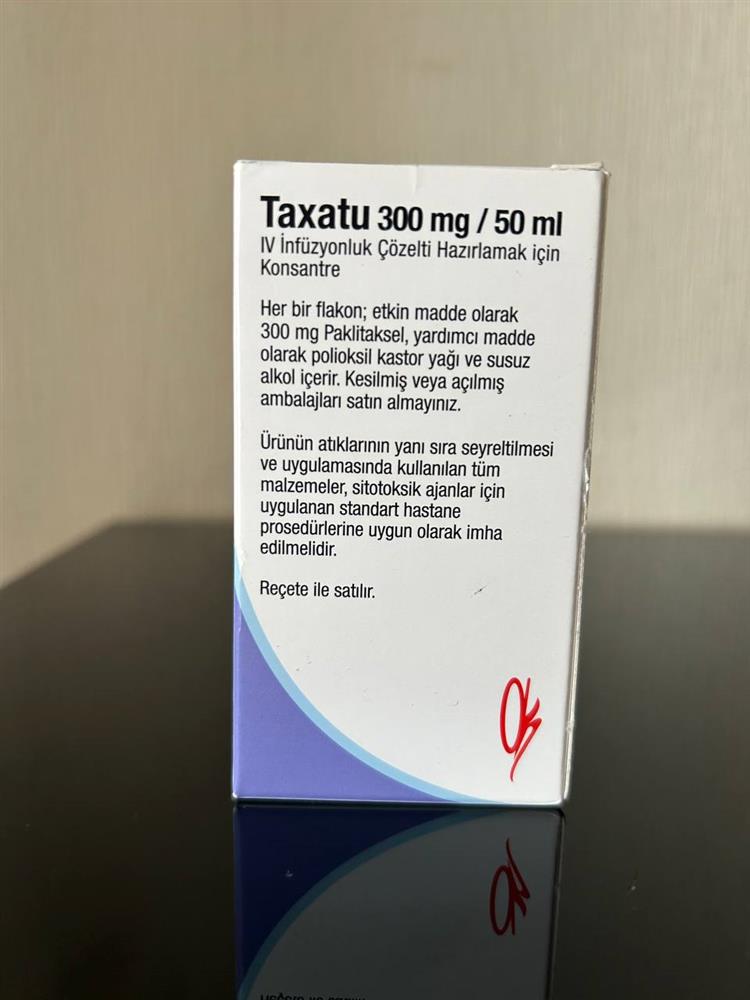 Taxatu 300 mg / 50 ml
IV İnfüzyonluk Çözelti Hazırlamak için
Konsantre
Her bir flakon; etkin madde olarak
300 mg Paklitaksel, yardımcı madde
olarak polioksil kastor yağı ve susuz
alkol içerir. Kesilmiş veya açılmış
ambalajları satın almayınız.
Ürünün atıklarının yanı sıra seyreltilmesi
ve uygulamasında kullanılan tüm
malzemeler, sitotoksik ajanlar için
uygulanan standart hastane
prosedürlerine uygun olarak imha
edilmelidir.
Reçete ile satılır.